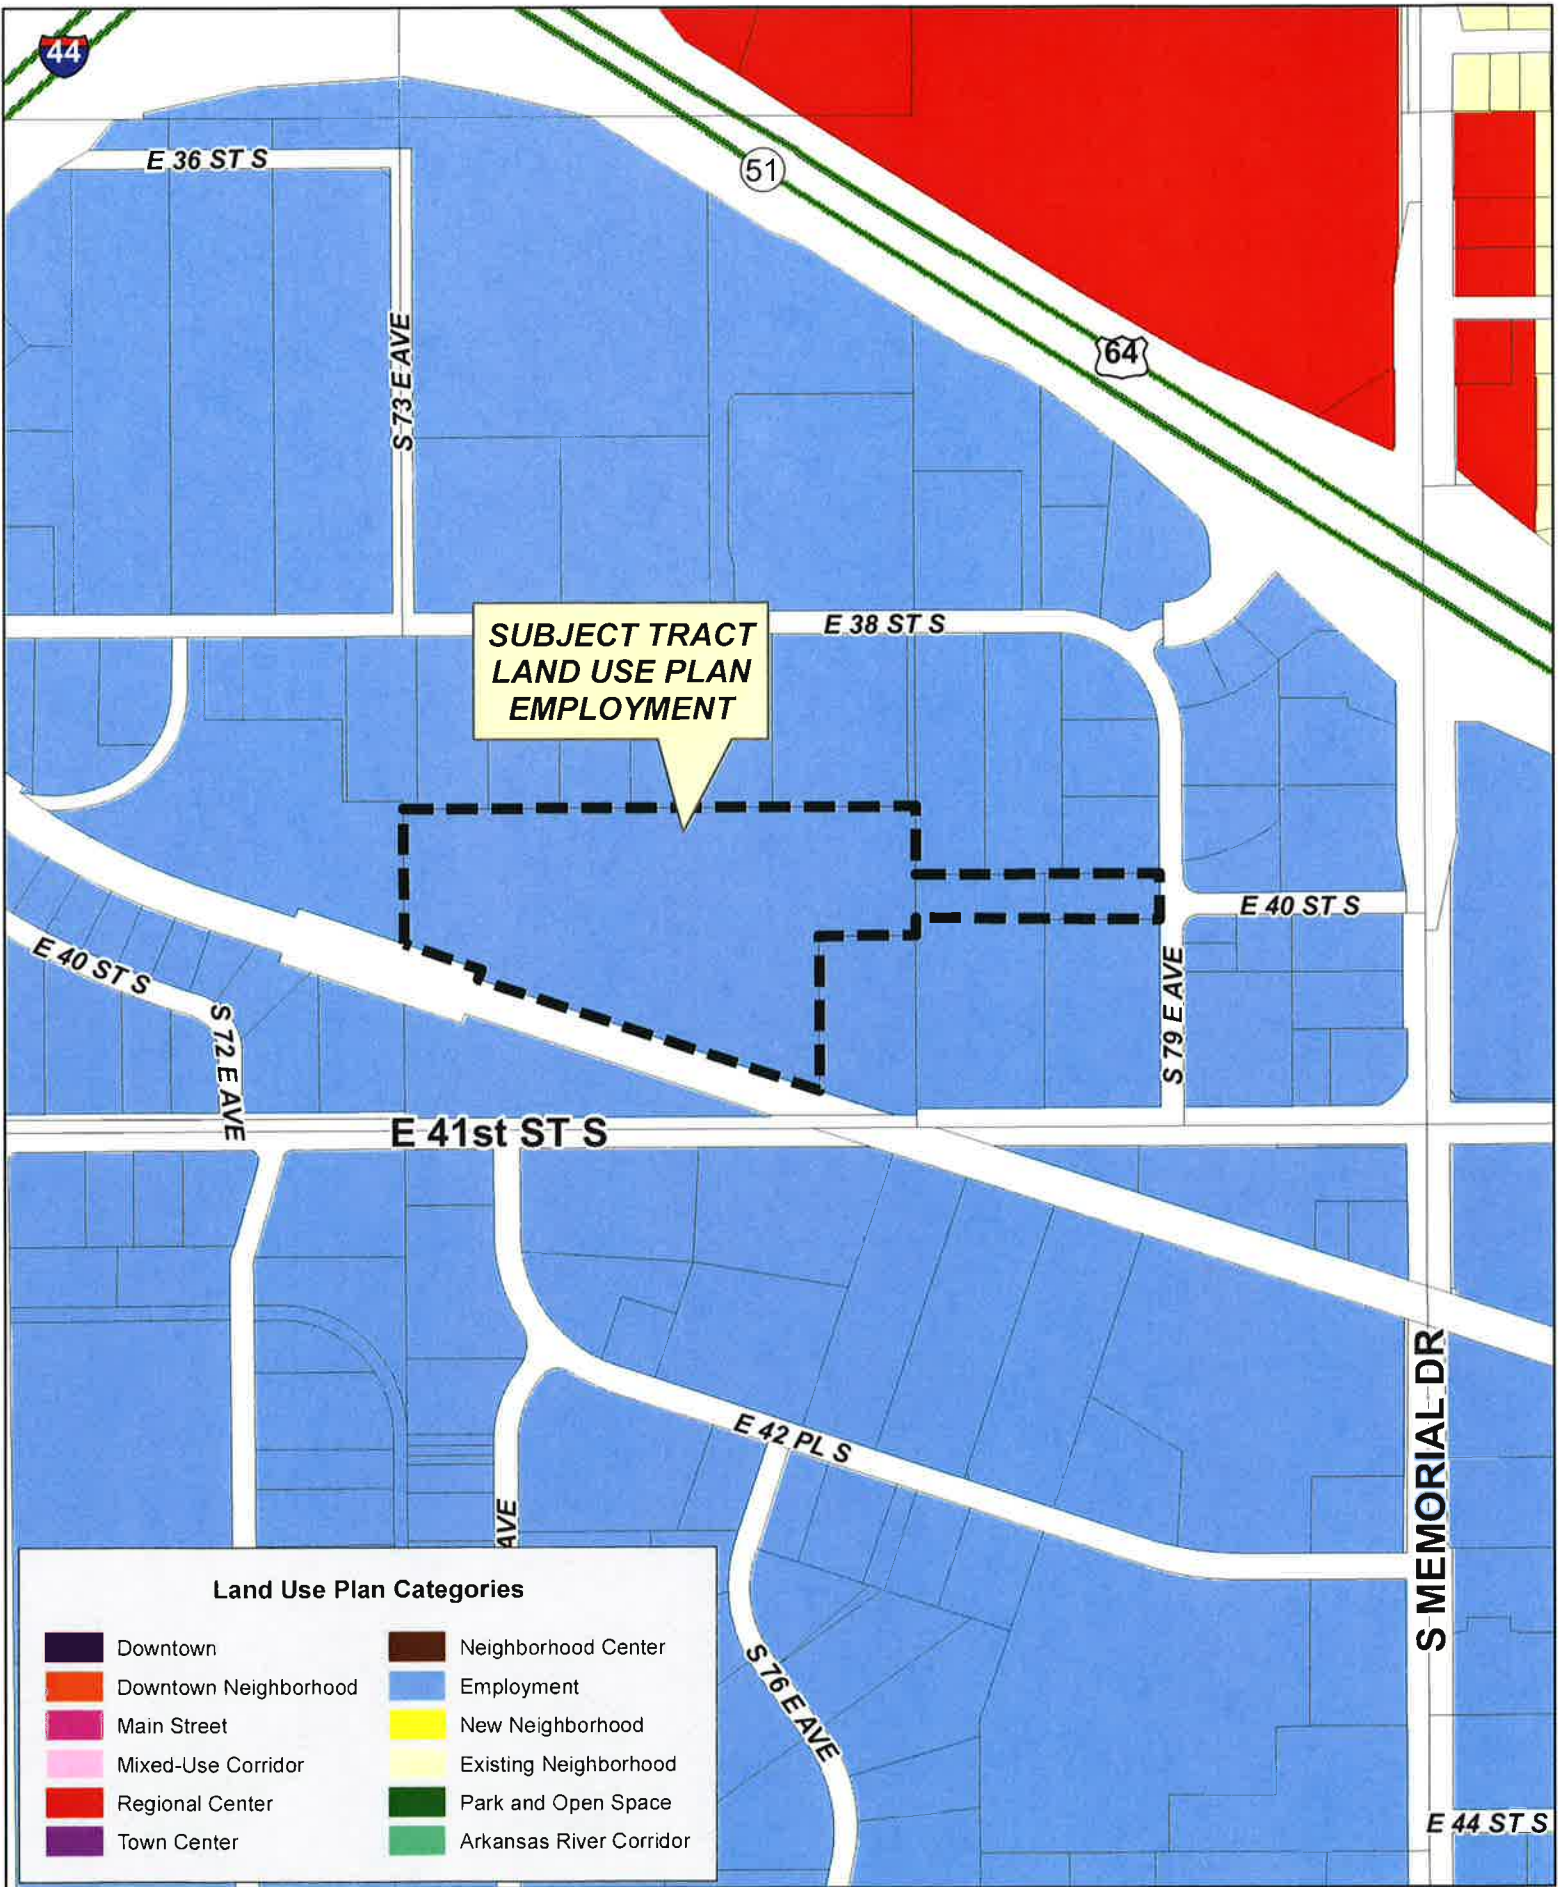 44
E 36 ST S
51
S 73 E AVE
64
E 38 ST S
SUBJECT TRACT
LAND USE PLAN
EMPLOYMENT
E 40 ST S
E 40 ST S
S 72 E AVE
S 79 E AVE
E 41st ST S
E 42 PL S
S MEMORIAL DR
AVE
S 76 E AVE
E 44 ST S
Land Use Plan Categories
Downtown
Downtown Neighborhood
Main Street
Mixed-Use Corridor
Regional Center
Town Center
Neighborhood Center
Employment
New Neighborhood
Existing Neighborhood
Park and Open Space
Arkansas River Corridor